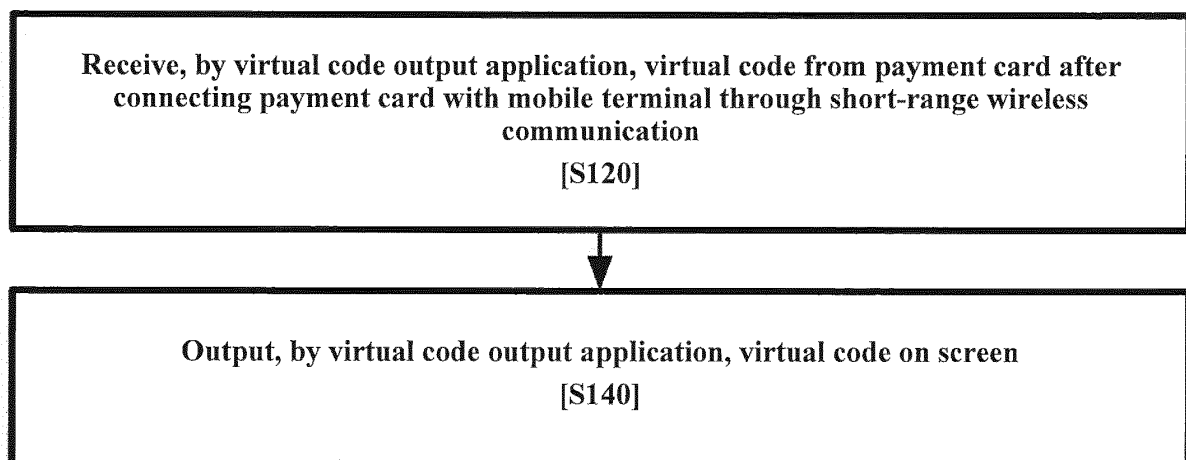 Receive, by virtual code output application, virtual code from payment card after
connecting payment card with mobile terminal through short-range wireless
communication
[S120]
Output, by virtual code output application, virtual code on screen
[S140]